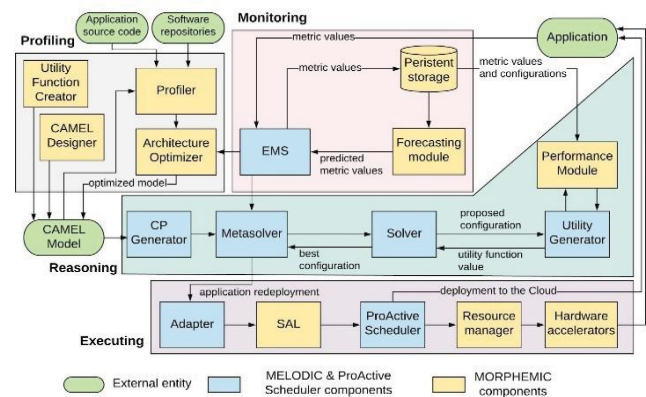 Application
source code
Software
repositories
Monitoring
Profiling
metric values
Application
Utility
Function
Creator
Profiler
metric values
Peristent
storage
metric values
and configurations
CAMEL
Designer
Architecture
Optimizer
EMS
predicted
metric values
Forecasting
module
Performance
Module
optimized model
CAMEL
Model
CP
Generator
Metasolver
Solver
proposed
configuration
Utility
Generator
Reasoning
best
configuration
utility function
value
application redeployment
deployment to the Cloud
Adapter
SAL
ProActive
Scheduler
Resource
manager
Hardware
accelerators
Executing
External entity
MELODIC & ProActive
Scheduler components
MORPHEMIC
components